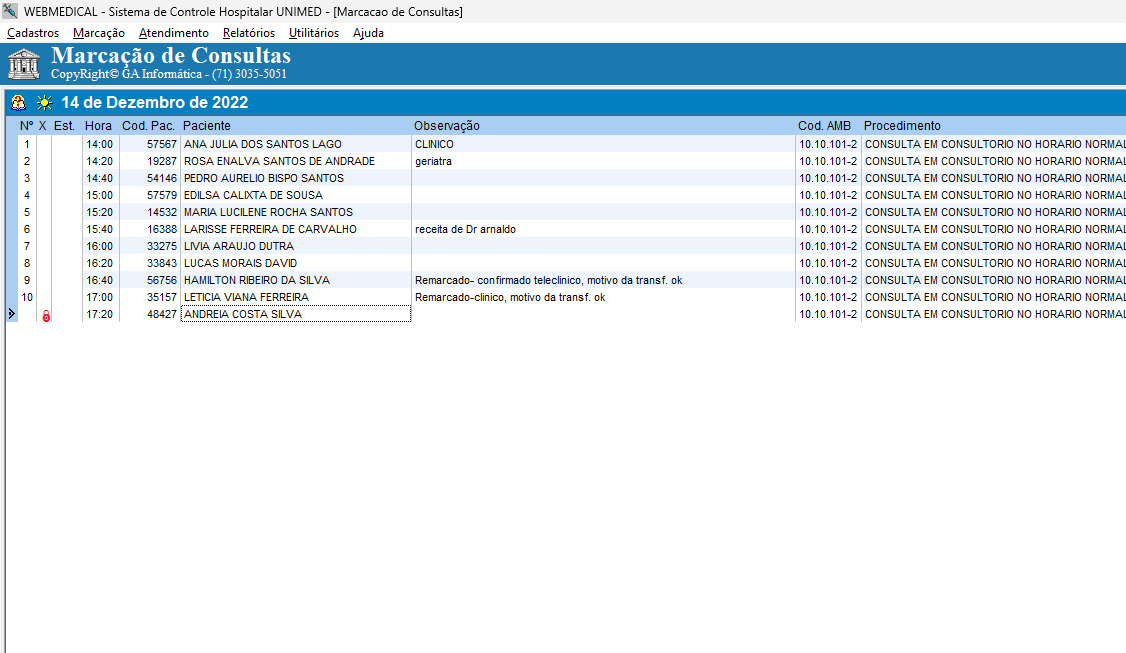 WEBMEDICAL - Sistema de Controle Hospitalar UNIMED - [Marcacao de Consultas]
Cadastros Marcação Atendimento Relatórios Utilitários Ajuda
Marcação de Consultas
CopyRight© GA Informática - (71) 3035-5051
14 de Dezembro de 2022
Nº X Est. Hora Cod. Pac. Paciente Observação Cod. AMB Procedimento
1 14:00 57567 ANA JULIA DOS SANTOS LAGO CLINICO 10.10.101-2 CONSULTA EM CONSULTORIO NO HORARIO NORMAL
2 14:20 19287 ROSA ENALVA SANTOS DE ANDRADE geriatra 10.10.101-2 CONSULTA EM CONSULTORIO NO HORARIO NORMAL
3 14:40 54146 PEDRO AURELIO BISPO SANTOS 10.10.101-2 CONSULTA EM CONSULTORIO NO HORARIO NORMAL
4 15:00 57579 EDILSA CALIXTA DE SOUSA 10.10.101-2 CONSULTA EM CONSULTORIO NO HORARIO NORMAL
5 15:20 14532 MARIA LUCILENE ROCHA SANTOS 10.10.101-2 CONSULTA EM CONSULTORIO NO HORARIO NORMAL
6 15:40 16388 LARISSE FERREIRA DE CARVALHO receita de Dr arnaldo 10.10.101-2 CONSULTA EM CONSULTORIO NO HORARIO NORMAL
7 16:00 33275 LIVIA ARAUJO DUTRA 10.10.101-2 CONSULTA EM CONSULTORIO NO HORARIO NORMAL
8 16:20 33843 LUCAS MORAIS DAVID 10.10.101-2 CONSULTA EM CONSULTORIO NO HORARIO NORMAL
9 16:40 56756 HAMILTON RIBEIRO DA SILVA Remarcado- confirmado teleclinico, motivo da transf. ok 10.10.101-2 CONSULTA EM CONSULTORIO NO HORARIO NORMAL
10 17:00 35157 LETICIA VIANA FERREIRA Remarcado-clinico, motivo da transf. ok 10.10.101-2 CONSULTA EM CONSULTORIO NO HORARIO NORMAL
17:20 48427 ANDREIA COSTA SILVA 10.10.101-2 CONSULTA EM CONSULTORIO NO HORARIO NORMAL